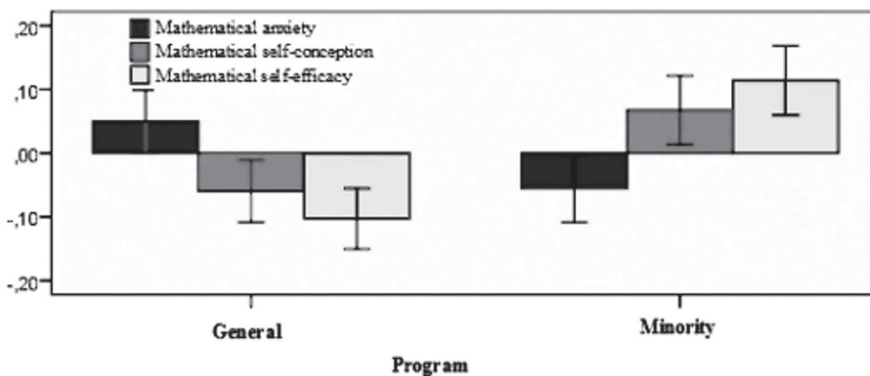 ,20
Mathematical anxiety
Mathematical self-conception
Mathematical self-efficacy
,10
,00
-,10
-,20
General Minority
Program